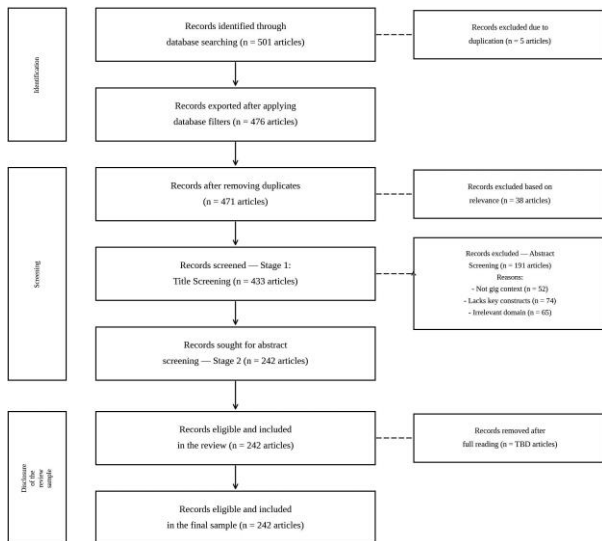 Identification
Records identified through
database searching (n = 501 articles)
Records excluded due to
duplication (n = 5 articles)
Records exported after applying
database filters (n = 476 articles)
Screening
Records after removing duplicates
(n = 471 articles)
Records excluded based on
relevance (n = 38 articles)
Records screened — Stage 1:
Title Screening (n = 433 articles)
Records excluded — Abstract
Screening (n = 191 articles)
Reasons:
- Not gig context (n = 52)
- Lacks key constructs (n = 74)
- Irrelevant domain (n = 65)
Records sought for abstract
screening — Stage 2 (n = 242 articles)
Disclosure
of the
review
sample
Records eligible and included
in the review (n = 242 articles)
Records removed after
full reading (n = TBD articles)
Records eligible and included
in the final sample (n = 242 articles)